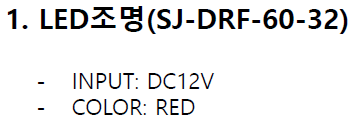 1. LED조명(SJ-DRF-60-32)
- INPUT: DC12V
- COLOR: RED